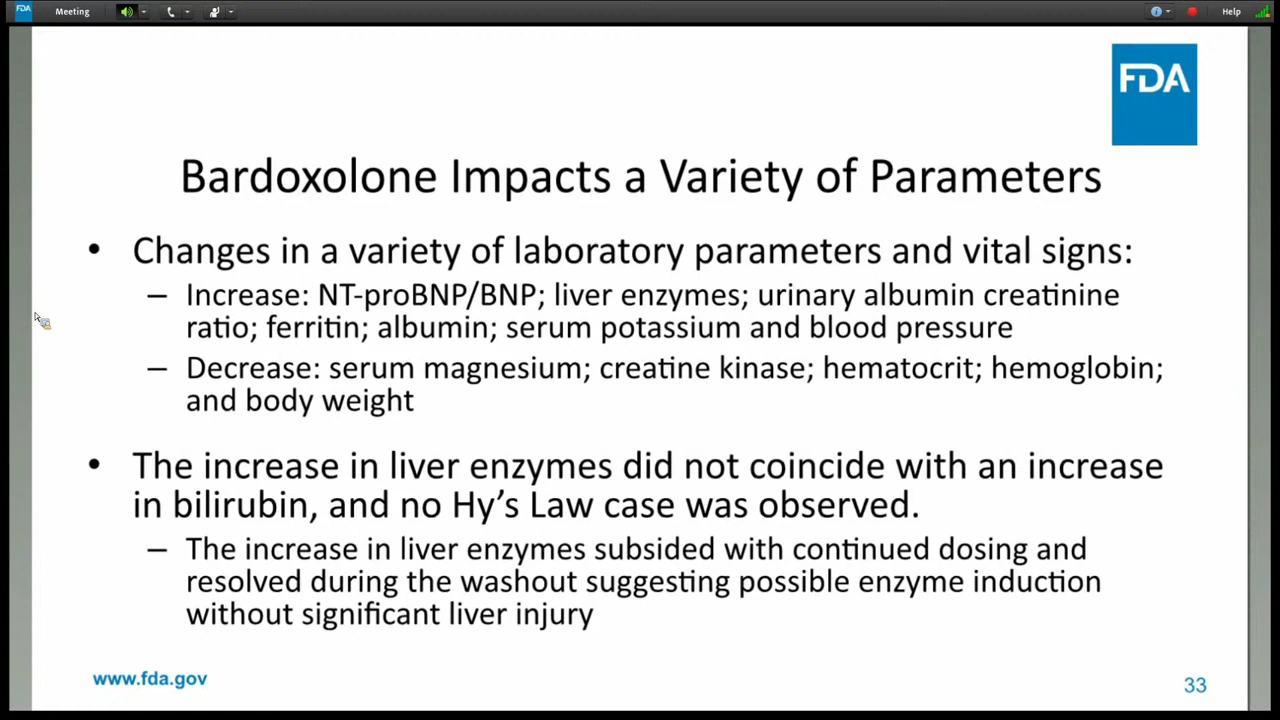 FDA Meeting Help
FDA
Bardoxolone Impacts a Variety of Parameters
• Changes in a variety of laboratory parameters and vital signs:
– Increase: NT-proBNP/BNP; liver enzymes; urinary albumin creatinine
ratio; ferritin; albumin; serum potassium and blood pressure
– Decrease: serum magnesium; creatine kinase; hematocrit; hemoglobin;
and body weight
• The increase in liver enzymes did not coincide with an increase
in bilirubin, and no Hy’s Law case was observed.
– The increase in liver enzymes subsided with continued dosing and
resolved during the washout suggesting possible enzyme induction
without significant liver injury
www.fda.gov 33